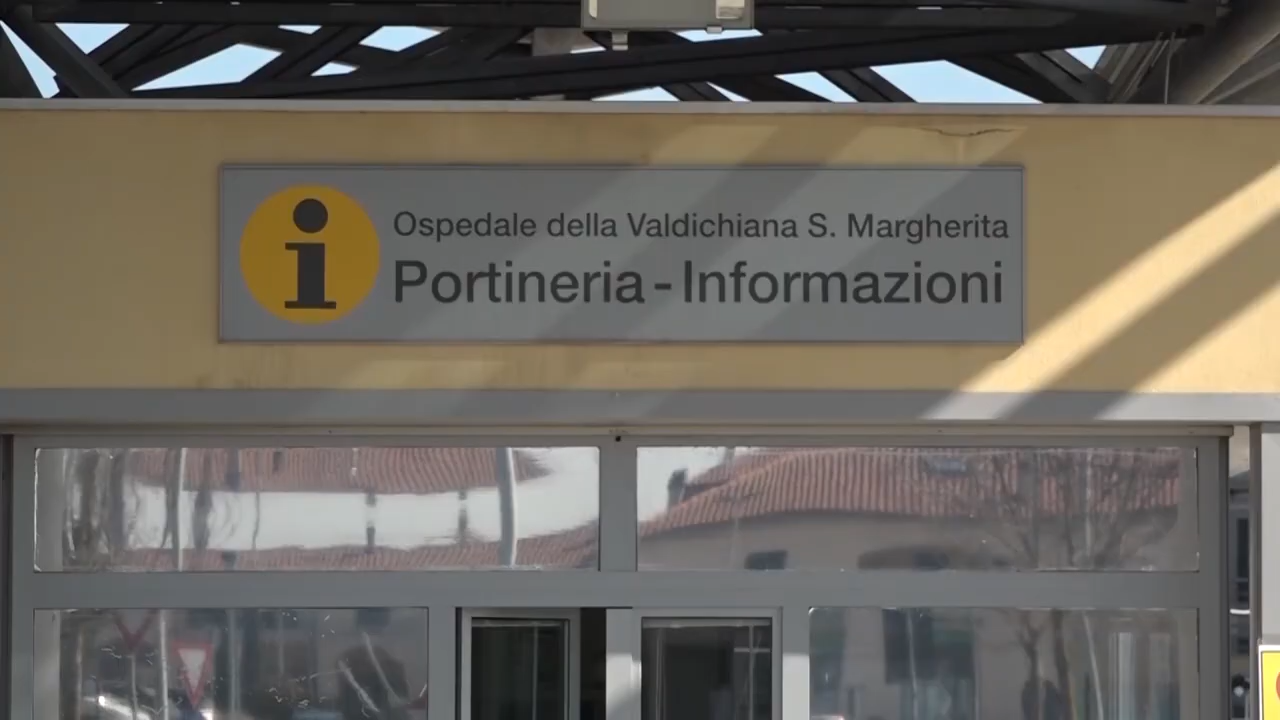 Ospedale della Valdichiana S. Margherita
Portineria - Informazioni